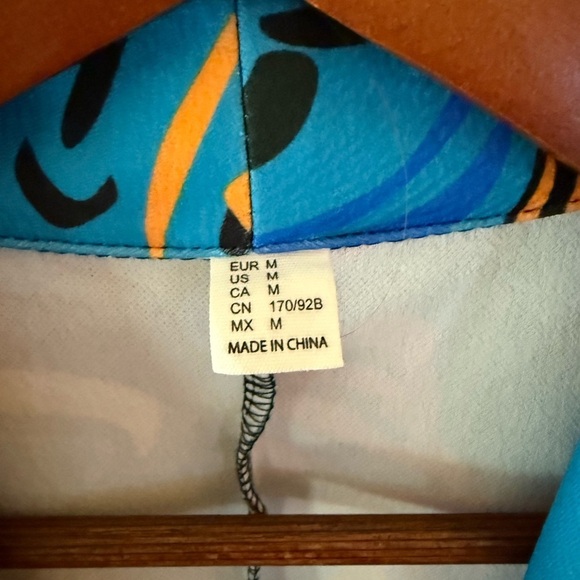 EUR M
US M
CA M
CN 170/92B
MX M
MADE IN CHINA